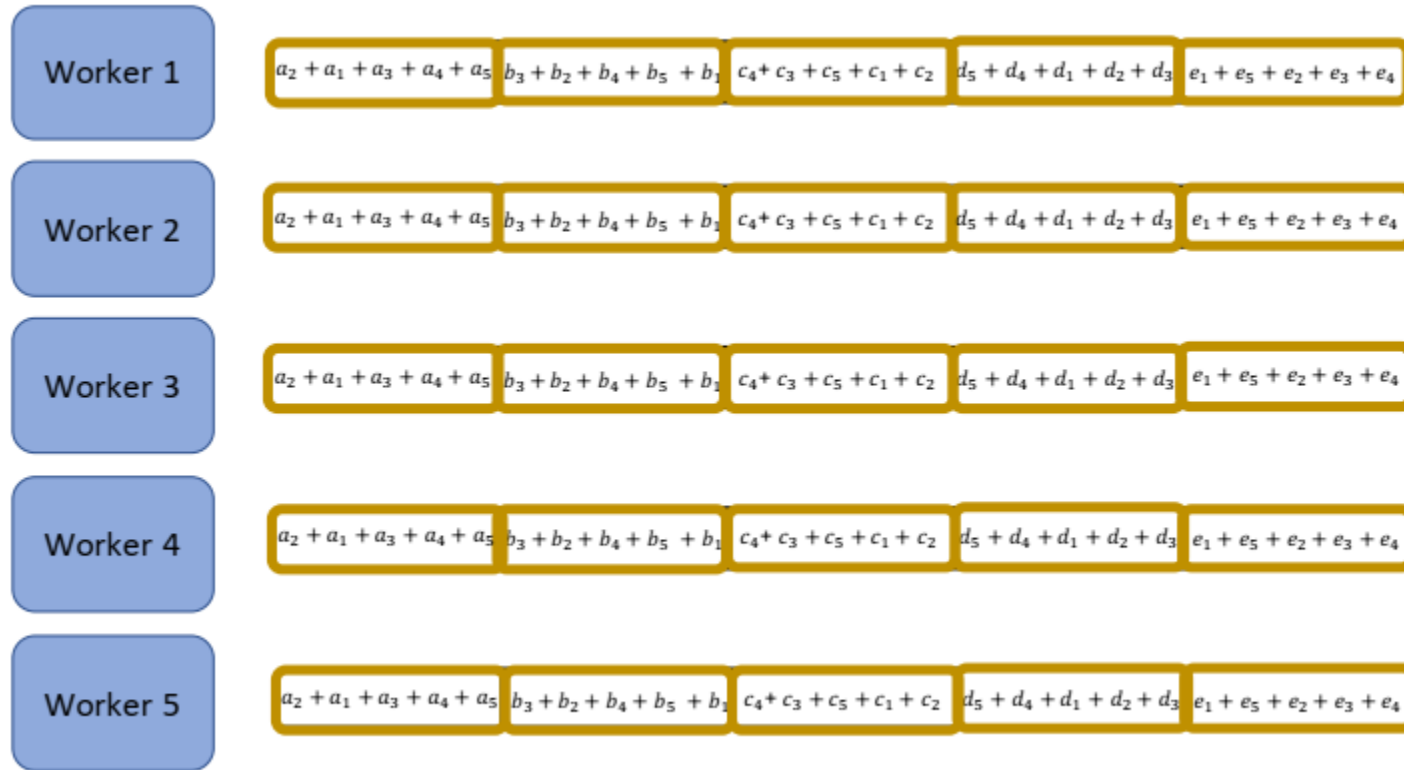 Worker 1 a₂ + a₁ + a₃ + a₄ + a₅ b₃ + b₂ + b₄ + b₅ + b₁ c₄+ c₃ + c₅ + c₁ + c₂ d₅ + d₄ + d₁ + d₂ + d₃ e₁ + e₅ + e₂ + e₃ + e₄
Worker 2 a₂ + a₁ + a₃ + a₄ + a₅ b₃ + b₂ + b₄ + b₅ + b₁ c₄+ c₃ + c₅ + c₁ + c₂ d₅ + d₄ + d₁ + d₂ + d₃ e₁ + e₅ + e₂ + e₃ + e₄
Worker 3 a₂ + a₁ + a₃ + a₄ + a₅ b₃ + b₂ + b₄ + b₅ + b₁ c₄+ c₃ + c₅ + c₁ + c₂ d₅ + d₄ + d₁ + d₂ + d₃ e₁ + e₅ + e₂ + e₃ + e₄
Worker 4 a₂ + a₁ + a₃ + a₄ + a₅ b₃ + b₂ + b₄ + b₅ + b₁ c₄+ c₃ + c₅ + c₁ + c₂ d₅ + d₄ + d₁ + d₂ + d₃ e₁ + e₅ + e₂ + e₃ + e₄
Worker 5 a₂ + a₁ + a₃ + a₄ + a₅ b₃ + b₂ + b₄ + b₅ + b₁ c₄+ c₃ + c₅ + c₁ + c₂ d₅ + d₄ + d₁ + d₂ + d₃ e₁ + e₅ + e₂ + e₃ + e₄